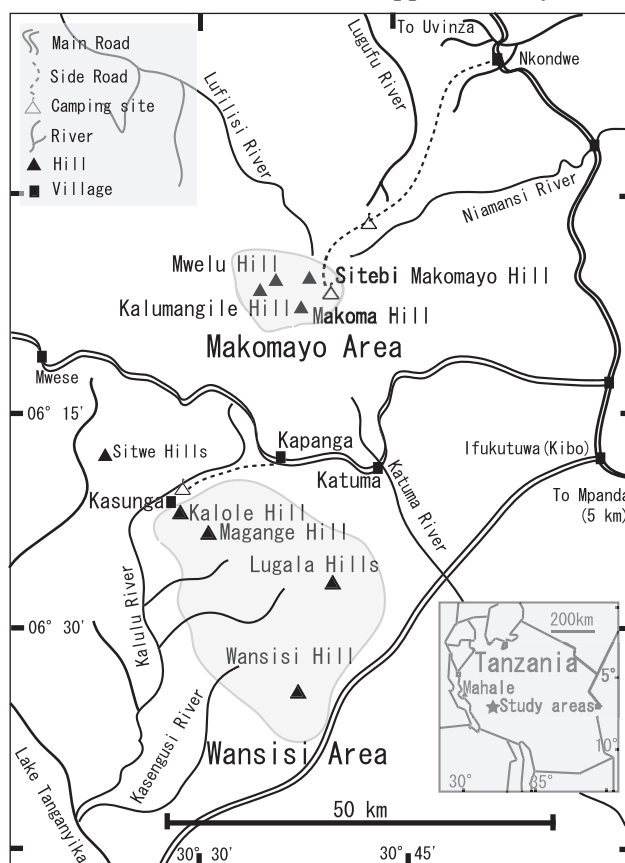 Main Road
Side Road
Camping site
River
Hill
Village
To Uvinza
Nkondwe
Lugufu River
Lufilisi River
Niamansi River
Mwelu Hill
Sitebi Makomayo Hill
Kalumangile Hill
Makoma Hill
Makomayo Area
Mwese
06° 15'
Sitwe Hills
Kapanga
Katuma
Katuma River
Ifukutuwa(Kibo)
To Mpanda
(5 km)
Kasunga
Kalole Hill
Magange Hill
Lugala Hills
Kalulu River
06° 30'
Wansisi Hill
Kasengusi River
Wansisi Area
Lake Tanganyika
200km
Tanzania
5°
Mahale
Study areas
10°
30°
35°
50 km
30° 30'
30° 45'